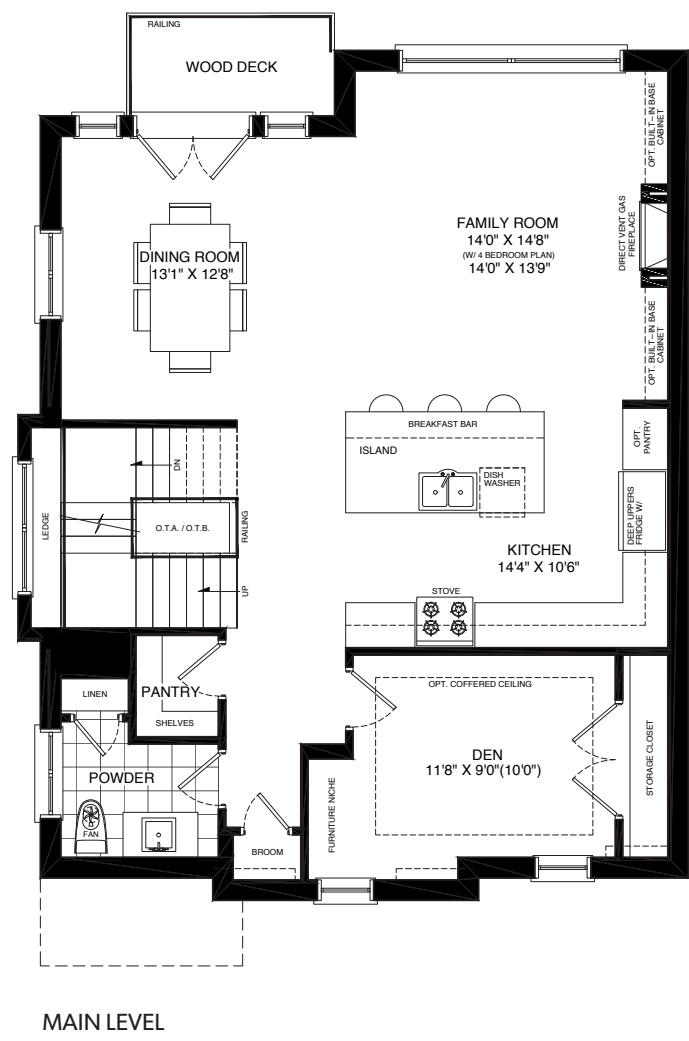 RAILING
WOOD DECK
OPT. BUILT–IN BASE
CABINET
DIRECT VENT GAS
FIREPLACE
FAMILY ROOM
14'0" X 14'8"
(W/ 4 BEDROOM PLAN)
14'0" X 13'9"
DINING ROOM
13'1" X 12'8"
OPT. BUILT–IN BASE
CABINET
BREAKFAST BAR
ISLAND
OPT.
PANTRY
DISH
WASHER
DEEP UPPERS
FRIDGE W/
DN
LEDGE
O.T.A. / O.T.B.
RAILING
UP
KITCHEN
14'4" X 10'6"
STOVE
LINEN
PANTRY
SHELVES
OPT. COFFERED CEILING
DEN
11'8" X 9'0"(10'0")
STORAGE CLOSET
POWDER
FAN
FURNITURE NICHE
BROOM
MAIN LEVEL